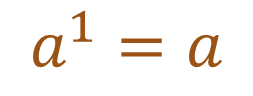 a¹ = a